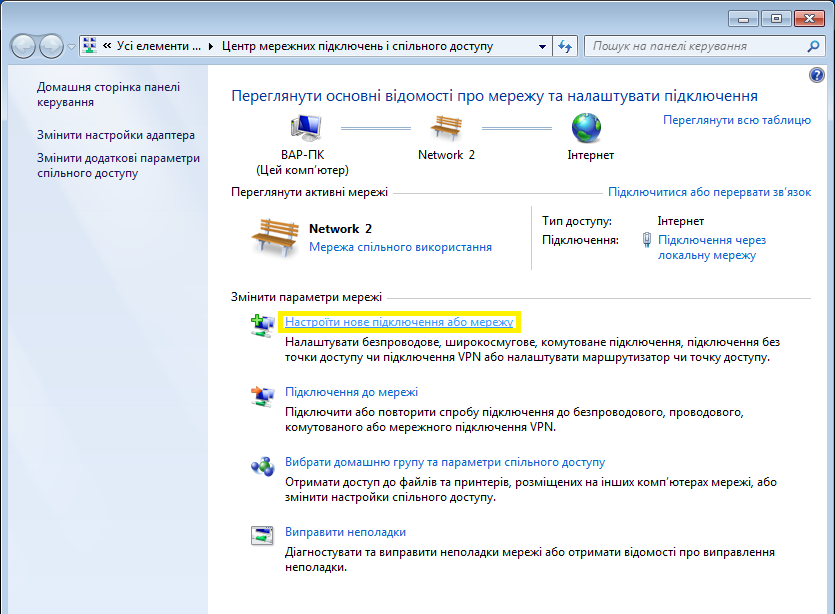 « Усі елементи ... ▸ Центр мережних підключень і спільного доступу
Пошук на панелі керування
Домашня сторінка панелі
керування
Змінити настройки адаптера
Змінити додаткові параметри
спільного доступу
Переглянути основні відомості про мережу та налаштувати підключення
Переглянути всю таблицю
ВАР-ПК
(Цей комп’ютер)
Network 2
Інтернет
Переглянути активні мережі
Підключитися або перервати зв’язок
Network 2
Мережа спільного використання
Тип доступу: Інтернет
Підключення: Підключення через
локальну мережу
Змінити параметри мережі
Настроїти нове підключення або мережу
Налаштувати безпроводове, широкосмугове, комутоване підключення, підключення без
точки доступу чи підключення VPN або налаштувати маршрутизатор чи точку доступу.
Підключення до мережі
Підключити або повторити спробу підключення до безпроводового, проводового,
комутованого або мережного підключення VPN.
Вибрати домашню групу та параметри спільного доступу
Отримати доступ до файлів та принтерів, розміщених на інших комп’ютерах мережі, або
змінити настройки спільного доступу.
Виправити неполадки
Діагностувати та виправити неполадки мережі або отримати відомості про виправлення
неполадки.